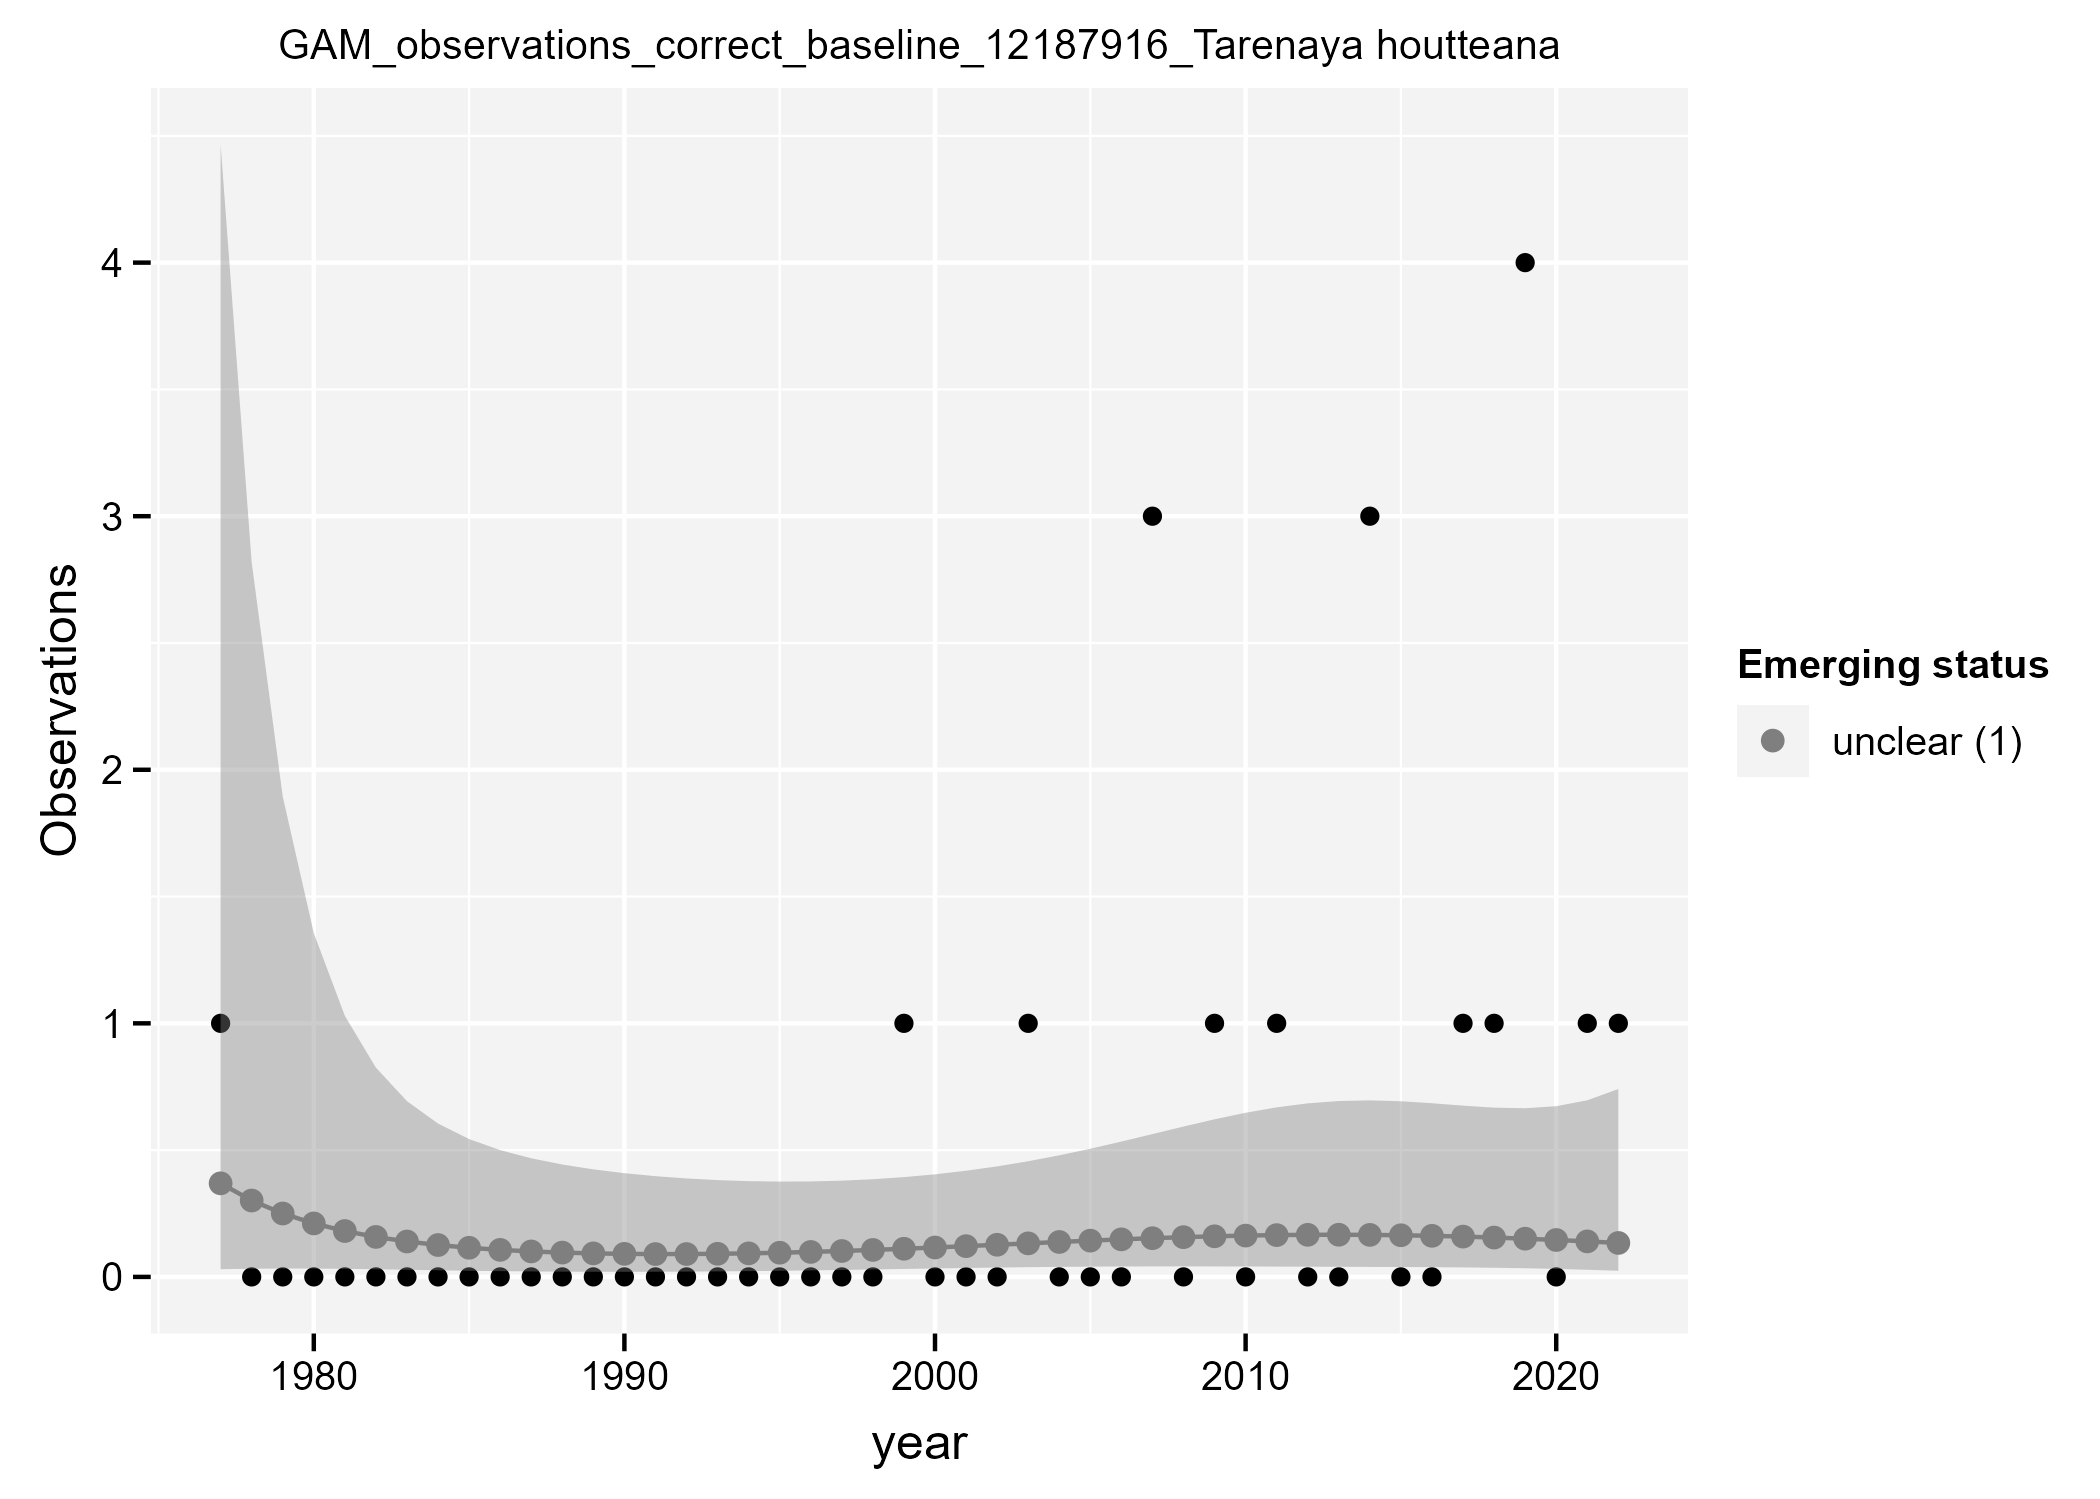 GAM_observations_correct_baseline_12187916_Tarenaya houtteana
Observations
4
3
2
1
0
1980 1990 2000 2010 2020
year
Emerging status
unclear (1)